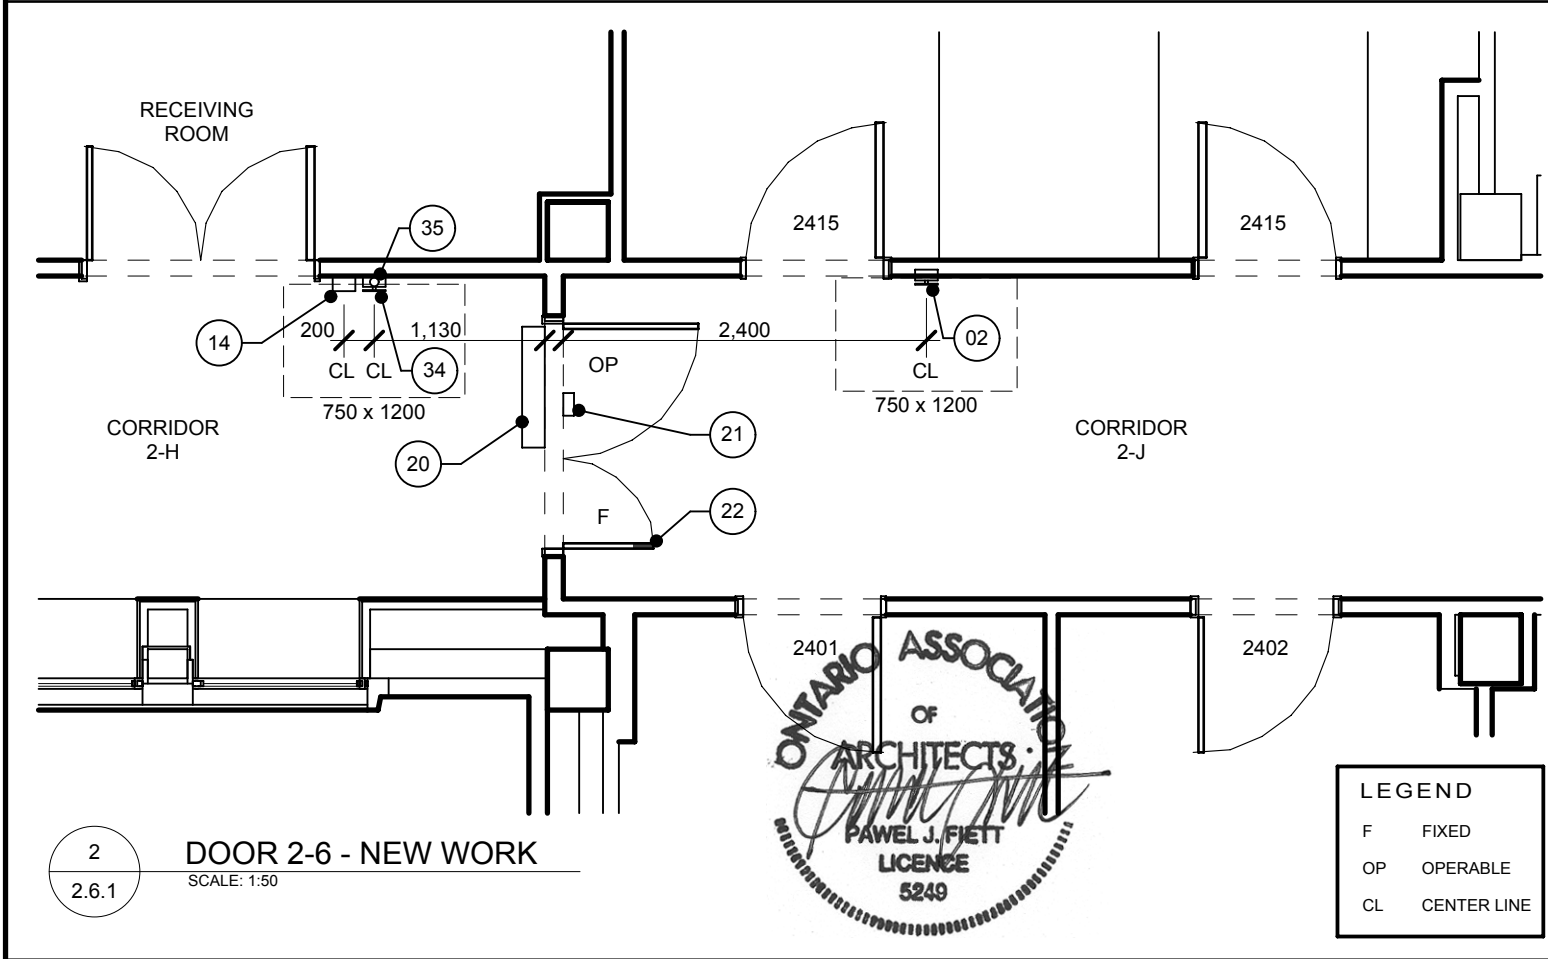 RECEIVING
ROOM
35
2415
2415
14
200
1,130
2,400
02
CL
CL
34
OP
CL
750 x 1200
750 x 1200
CORRIDOR
2-H
21
CORRIDOR
2-J
20
F
22
2401
2402
ONTARIO ASSOCIATION
OF
ARCHITECTS
PAWEL J. FIETT
LICENCE
5249
2
2.6.1
DOOR 2-6 - NEW WORK
SCALE: 1:50
LEGEND
F FIXED
OP OPERABLE
CL CENTER LINE